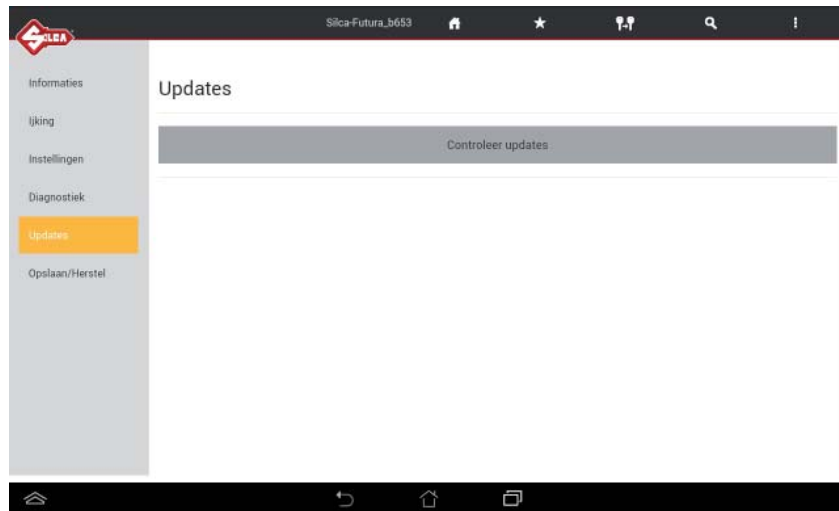 SILCA
Silca-Futura_b653
Informaties
Ijking
Instellingen
Diagnostiek
Updates
Opslaan/Herstel
Updates
Controleer updates